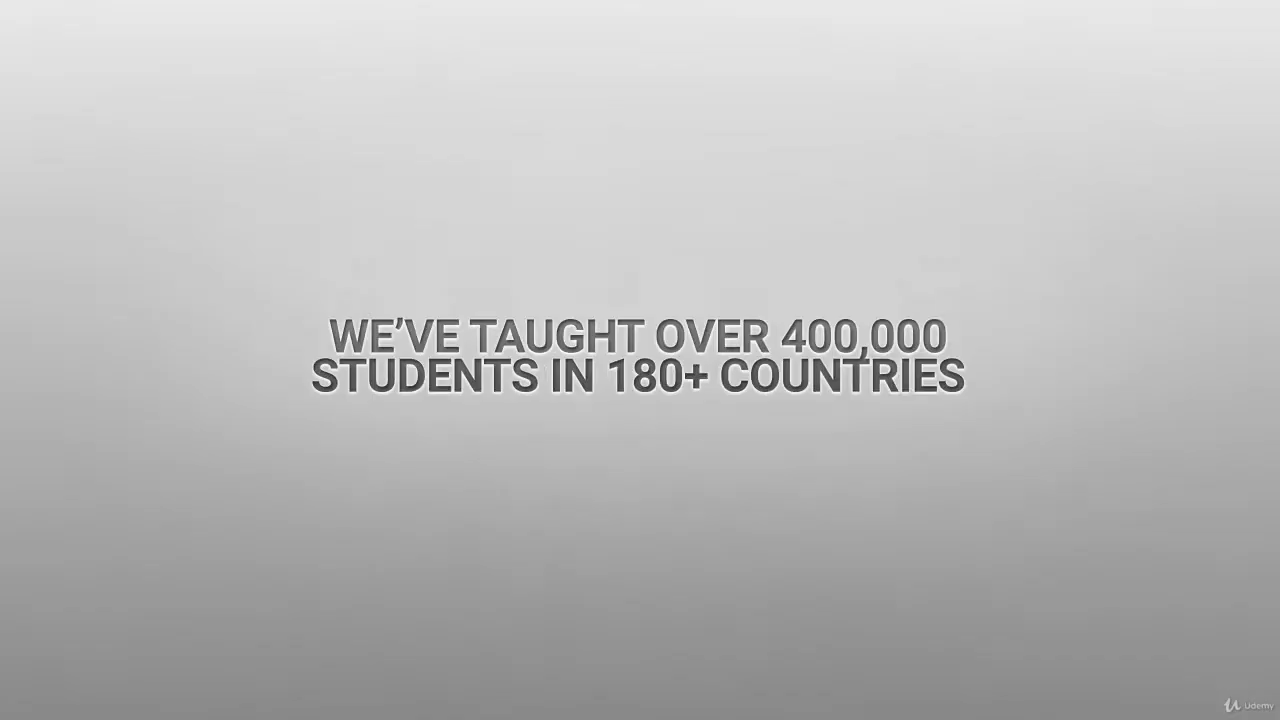 WE’VE TAUGHT OVER 400,000
STUDENTS IN 180+ COUNTRIES
Udemy